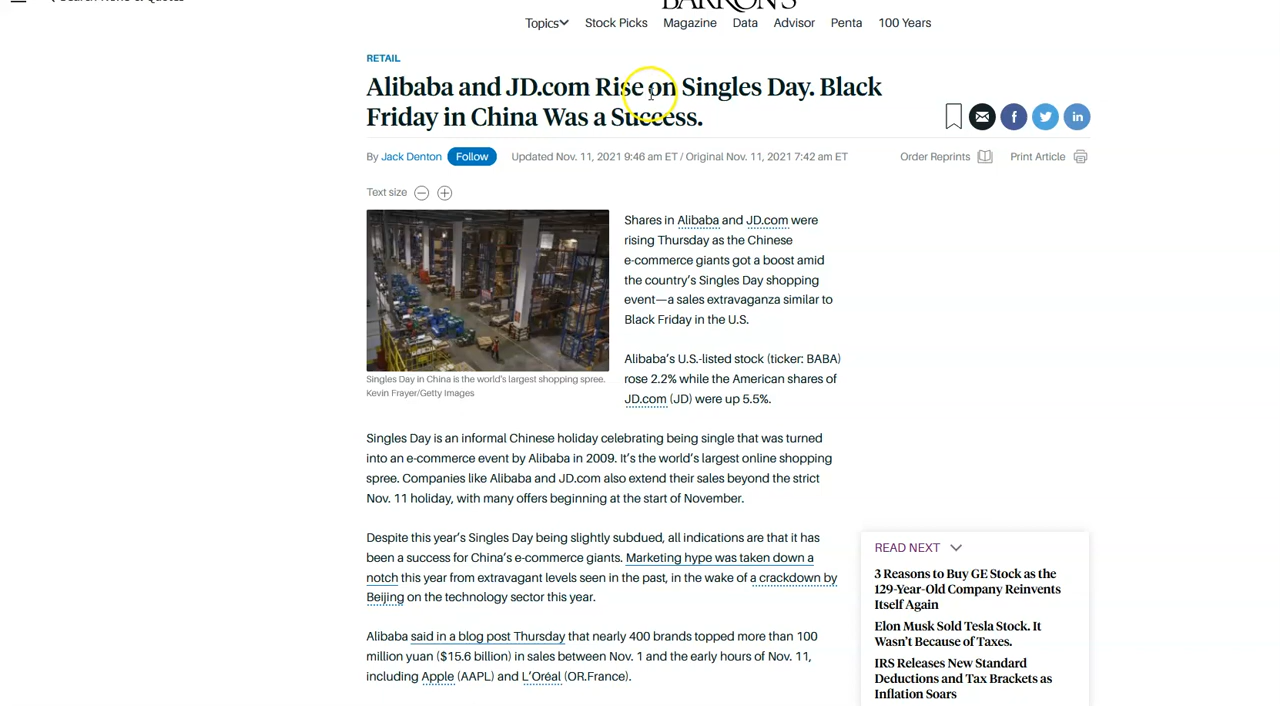 Topics Stock Picks Magazine Data Advisor Penta 100 Years
RETAIL
Alibaba and JD.com Rise on Singles Day. Black
Friday in China Was a Success.
By Jack Denton Follow Updated Nov. 11, 2021 9:46 am ET / Original Nov. 11, 2021 7:42 am ET Order Reprints Print Article
Text size
Shares in Alibaba and JD.com were
rising Thursday as the Chinese
e-commerce giants got a boost amid
the country's Singles Day shopping
event—a sales extravaganza similar to
Black Friday in the U.S.
Alibaba's U.S.-listed stock (ticker: BABA)
rose 2.2% while the American shares of
JD.com (JD) were up 5.5%.
Singles Day in China is the world's largest shopping spree.
Kevin Frayer/Getty Images
Singles Day is an informal Chinese holiday celebrating being single that was turned
into an e-commerce event by Alibaba in 2009. It's the world's largest online shopping
spree. Companies like Alibaba and JD.com also extend their sales beyond the strict
Nov. 11 holiday, with many offers beginning at the start of November.
Despite this year's Singles Day being slightly subdued, all indications are that it has
been a success for China's e-commerce giants. Marketing hype was taken down a
notch this year from extravagant levels seen in the past, in the wake of a crackdown by
Beijing on the technology sector this year.
Alibaba said in a blog post Thursday that nearly 400 brands topped more than 100
million yuan ($15.6 billion) in sales between Nov. 1 and the early hours of Nov. 11,
including Apple (AAPL) and L'Oréal (OR.France).
READ NEXT
3 Reasons to Buy GE Stock as the
129-Year-Old Company Reinvents
Itself Again
Elon Musk Sold Tesla Stock. It
Wasn't Because of Taxes.
IRS Releases New Standard
Deductions and Tax Brackets as
Inflation Soars